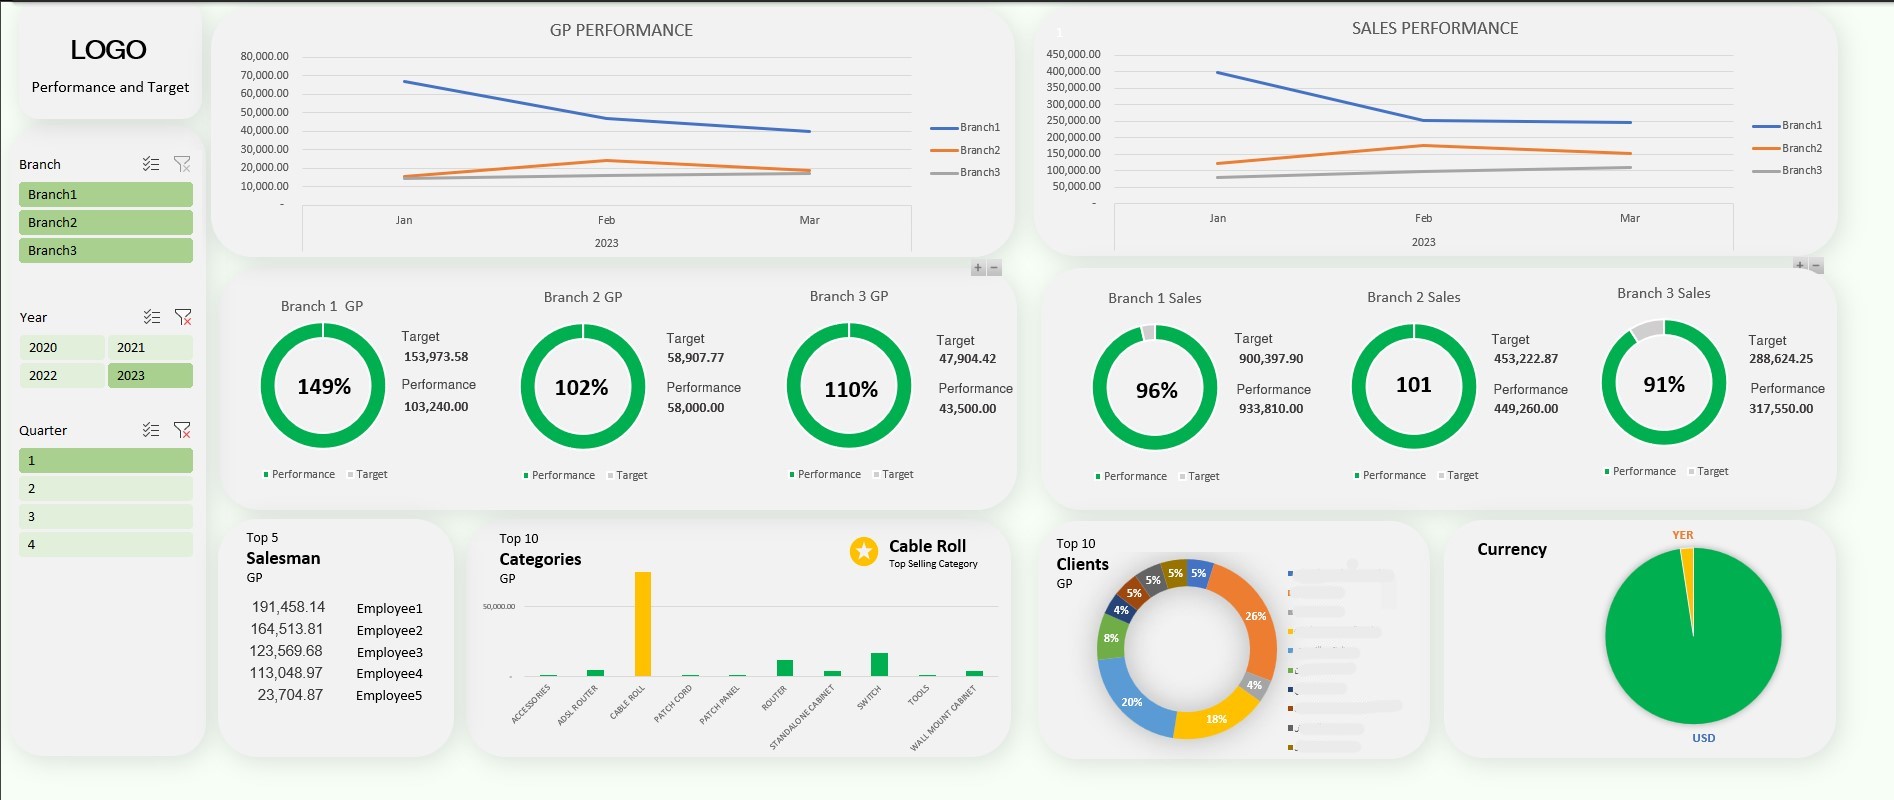 LOGO
Performance and Target
Branch
Branch1
Branch2
Branch3
Year
2020 2021
2022 2023
Quarter
1
2
3
4
GP PERFORMANCE
80,000.00
70,000.00
60,000.00
50,000.00
40,000.00
30,000.00
20,000.00
10,000.00
-
Jan Feb Mar
2023
Branch1
Branch2
Branch3
1
SALES PERFORMANCE
450,000.00
400,000.00
350,000.00
300,000.00
250,000.00
200,000.00
150,000.00
100,000.00
50,000.00
-
Jan Feb Mar
2023
Branch1
Branch2
Branch3
+ −
+ −
Branch 1 GP
149%
Target
153,973.58
Performance
103,240.00
Performance Target
Branch 2 GP
102%
Target
58,907.77
Performance
58,000.00
Performance Target
Branch 3 GP
110%
Target
47,904.42
Performance
43,500.00
Performance Target
Branch 1 Sales
96%
Target
900,397.90
Performance
933,810.00
Performance Target
Branch 2 Sales
101
Target
453,222.87
Performance
449,260.00
Performance Target
Branch 3 Sales
91%
Target
288,624.25
Performance
317,550.00
Performance Target
Top 5
Salesman
GP
191,458.14 Employee1
164,513.81 Employee2
123,569.68 Employee3
113,048.97 Employee4
23,704.87 Employee5
Top 10
Categories
GP
Cable Roll
Top Selling Category
50,000.00
-
ACCESSORIES
ADSL ROUTER
CABLE ROLL
PATCH CORD
PATCH PANEL
ROUTER
STANDALONE CABINET
SWITCH
TOOLS
WALL MOUNT CABINET
Top 10
Clients
GP
5%
26%
4%
18%
20%
8%
4%
5%
5%
5%
Currency
YER
USD